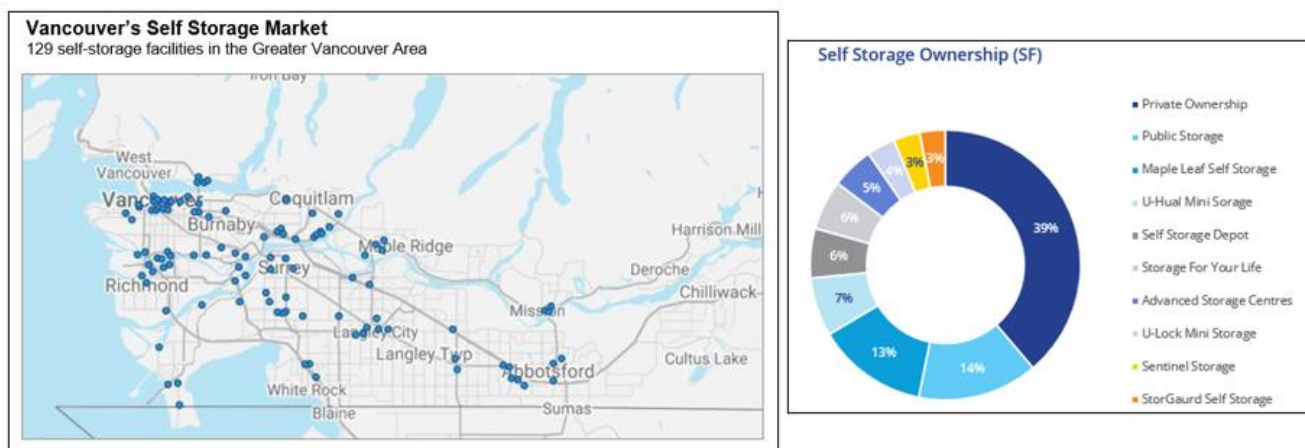 Vancouver's Self Storage Market
129 self-storage facilities in the Greater Vancouver Area
Iron Bay
West
Vancouver
Vancouver
Coquitlam
Burnaby
Maple Ridge
Harrison Mill
Surrey
Deroche
Richmond
Chilliwack
Mission
Langley City
Langley Twp
Cultus Lake
Abbotsford
White Rock
Blaine
Sumas
Self Storage Ownership (SF)
39%
14%
13%
7%
6%
6%
5%
4%
3%
3%
Private Ownership
Public Storage
Maple Leaf Self Storage
U-Hual Mini Sorage
Self Storage Depot
Storage For Your Life
Advanced Storage Centres
U-Lock Mini Storage
Sentinel Storage
StorGaurd Self Storage